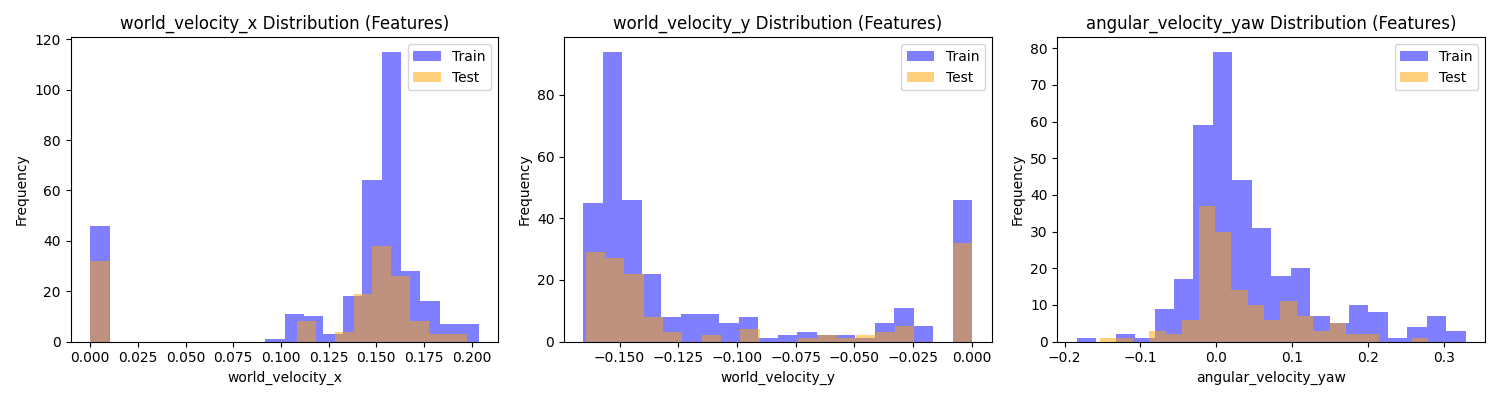 world_velocity_x Distribution (Features)
120
100
80
60
40
20
0
Frequency
Train
Test
0.000 0.025 0.050 0.075 0.100 0.125 0.150 0.175 0.200
world_velocity_x
world_velocity_y Distribution (Features)
80
60
40
20
0
Frequency
Train
Test
−0.150 −0.125 −0.100 −0.075 −0.050 −0.025 0.000
world_velocity_y
angular_velocity_yaw Distribution (Features)
80
70
60
50
40
30
20
10
0
Frequency
Train
Test
−0.2 −0.1 0.0 0.1 0.2 0.3
angular_velocity_yaw